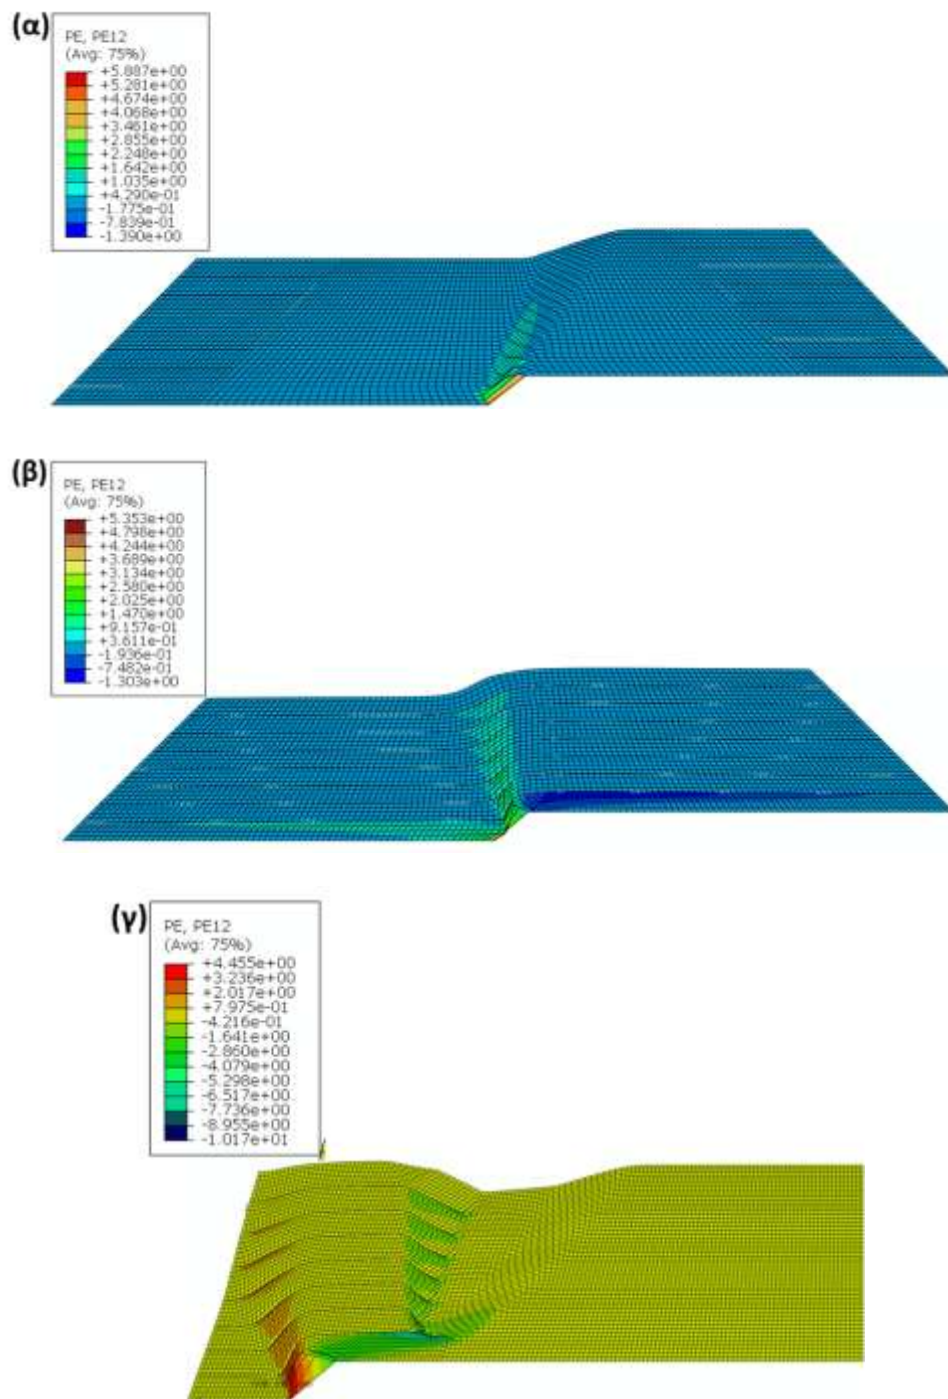 (α)
PE, PE12
(Avg: 75%)
+5.887e+00
+5.281e+00
+4.674e+00
+4.068e+00
+3.461e+00
+2.855e+00
+2.248e+00
+1.642e+00
+1.035e+00
+4.290e-01
-1.775e-01
-7.839e-01
-1.390e+00
(β)
PE, PE12
(Avg: 75%)
+5.353e+00
+4.798e+00
+4.244e+00
+3.689e+00
+3.134e+00
+2.580e+00
+2.025e+00
+1.470e+00
+9.157e-01
+3.611e-01
-1.936e-01
-7.482e-01
-1.303e+00
(γ)
PE, PE12
(Avg: 75%)
+4.455e+00
+3.236e+00
+2.017e+00
+7.975e-01
-4.216e-01
-1.641e+00
-2.860e+00
-4.079e+00
-5.298e+00
-6.517e+00
-7.736e+00
-8.955e+00
-1.017e+01